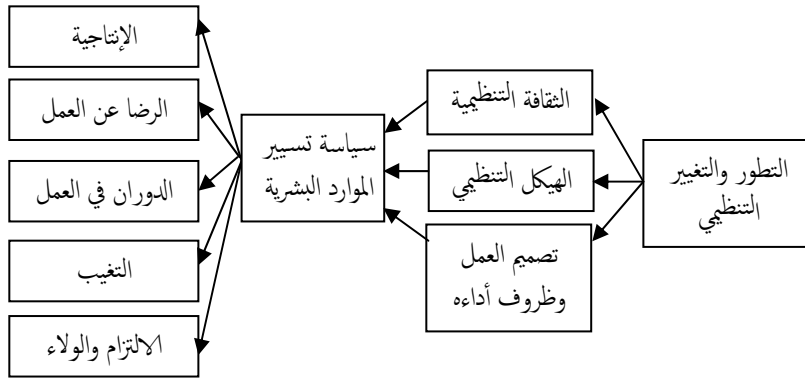 التطور والتغيير
التنظيمي
الثقافة التنظيمية
الهيكل التنظيمي
تصميم العمل
وظروف أداءه
سياسة تسيير
الموارد البشرية
الإنتاجية
الرضا عن العمل
الدوران في العمل
التغيب
الالتزام والولاء